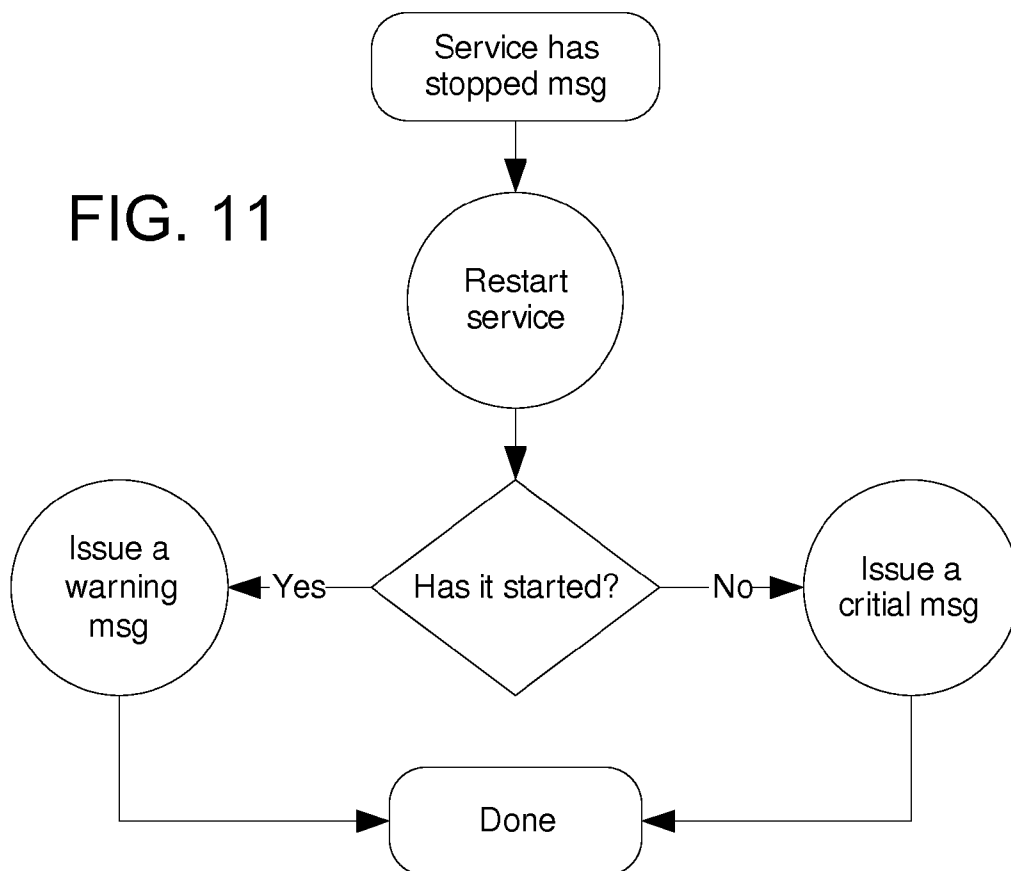 Service has
stopped msg
FIG. 11
Restart
service
Issue a
warning
msg
Yes
Has it started?
No
Issue a
critial msg
Done